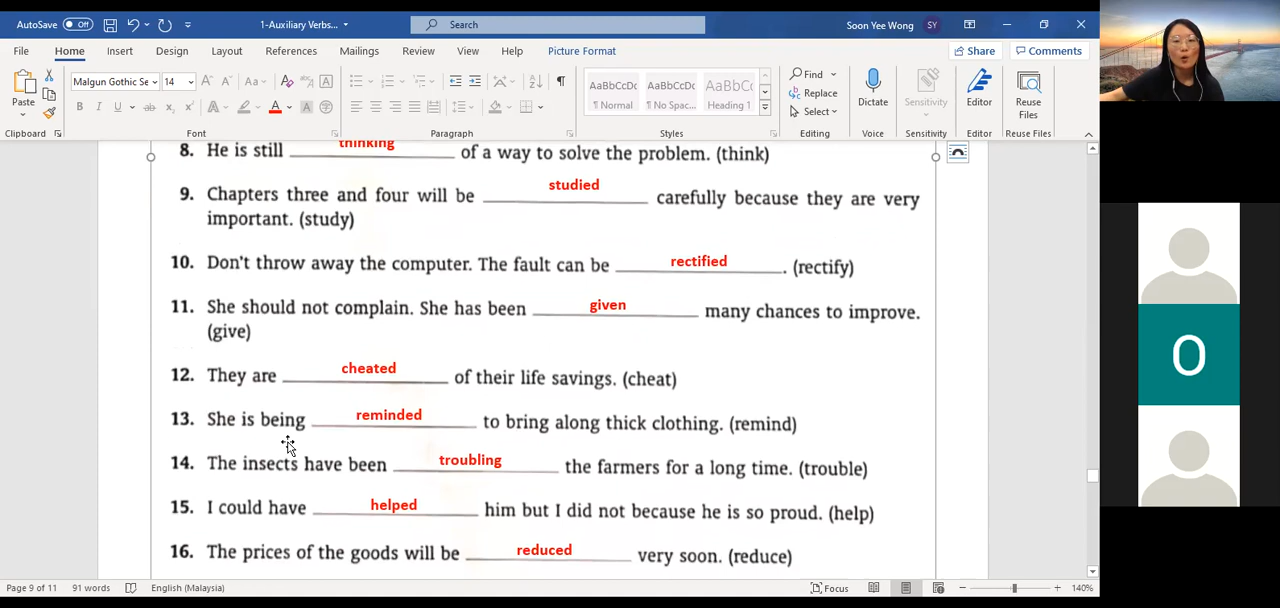 AutoSave Off 1-Auxiliary Verbs... Search Soon Yee Wong SY
File Home Insert Design Layout References Mailings Review View Help Picture Format Share Comments
Malgun Gothic Se 14 Aa A
Paste B I U ab x x A A
AaBbCcDc AaBbCcDc AaBbCc
¶ Normal ¶ No Spac... Heading 1
Find
Replace
Select
Dictate Sensitivity Editor Reuse Files
Clipboard Font Paragraph Styles Editing Voice Sensitivity Editor Reuse Files
8. He is still thinking of a way to solve the problem. (think)
9. Chapters three and four will be studied carefully because they are very
important. (study)
10. Don't throw away the computer. The fault can be rectified . (rectify)
11. She should not complain. She has been given many chances to improve.
(give)
12. They are cheated of their life savings. (cheat)
13. She is being reminded to bring along thick clothing. (remind)
14. The insects have been troubling the farmers for a long time. (trouble)
15. I could have helped him but I did not because he is so proud. (help)
16. The prices of the goods will be reduced very soon. (reduce)
O
Page 9 of 11 91 words English (Malaysia) Focus 140%